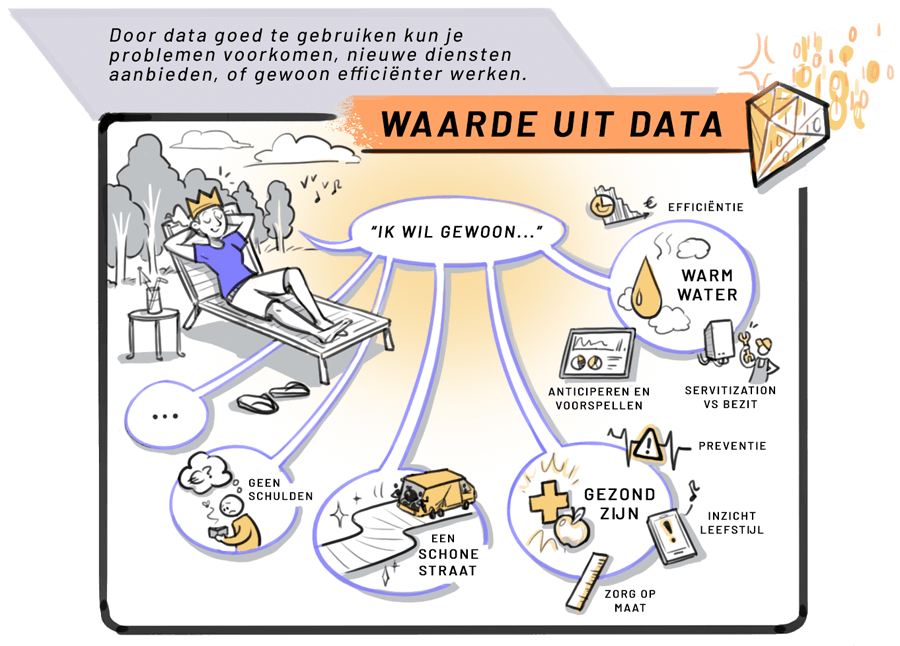 Door data goed te gebruiken kun je
problemen voorkomen, nieuwe diensten
aanbieden, of gewoon efficiënter werken.
WAARDE UIT DATA
"IK WIL GEWOON..."
EFFICIËNTIE
€
WARM
WATER
ANTICIPEREN EN
VOORSPELLEN
SERVITIZATION
VS BEZIT
...
€?
GEEN
SCHULDEN
EEN
SCHONE
STRAAT
PREVENTIE
!
GEZOND
ZIJN
INZICHT
LEEFSTIJL
!
ZORG OP
MAAT